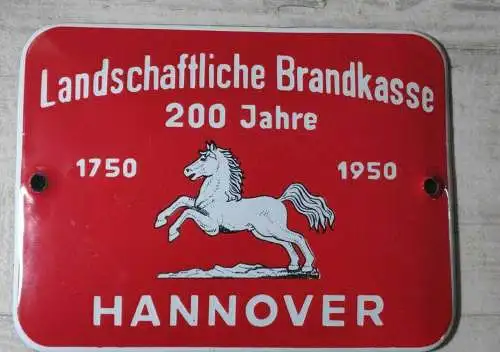 Landschaftliche Brandkasse
200 Jahre
1750 1950
HANNOVER